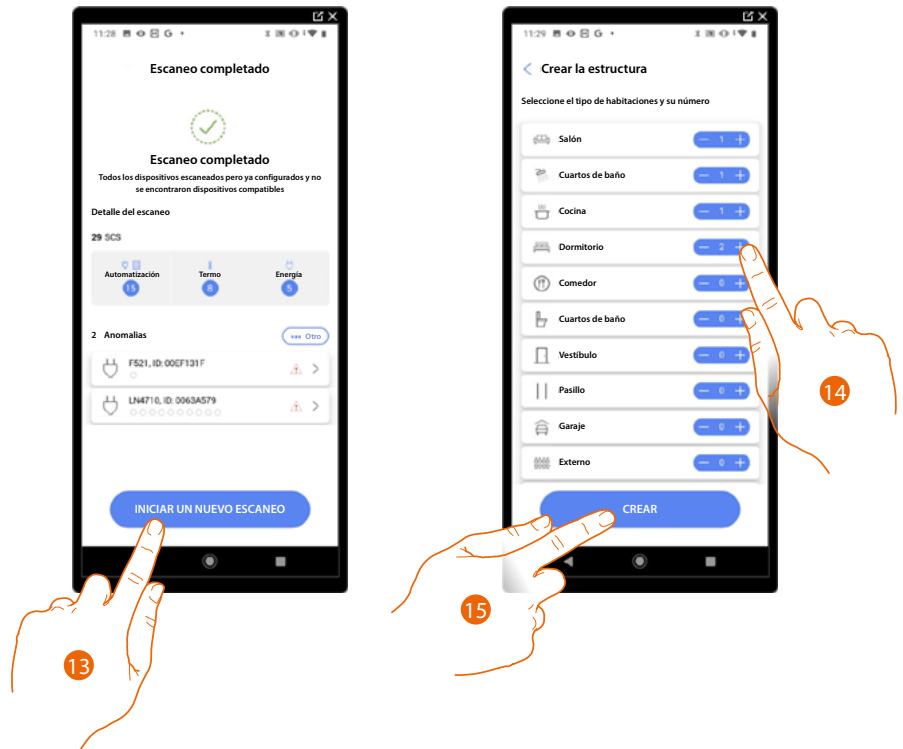 11:28 G
Escaneo completado
Escaneo completado
Todos los dispositivos escaneados pero ya configurados y no
se encontraron dispositivos compatibles
Detalle del escaneo
29 SCS
Automatización Termo Energía
15 8 5
2 Anomalias Otro
F521, ID: 00EF131F
LN4710, ID: 0063A579
INICIAR UN NUEVO ESCANEO
13
11:29 G
Crear la estructura
Seleccione el tipo de habitaciones y su número
Salón − 1 +
Cuartos de baño − 1 +
Cocina − 1 +
Dormitorio − 2 +
Comedor − 0 +
Cuartos de baño − 0 +
Vestíbulo − 0 +
Pasillo − 0 +
Garaje − 0 +
Externo − 0 +
CREAR
14
15